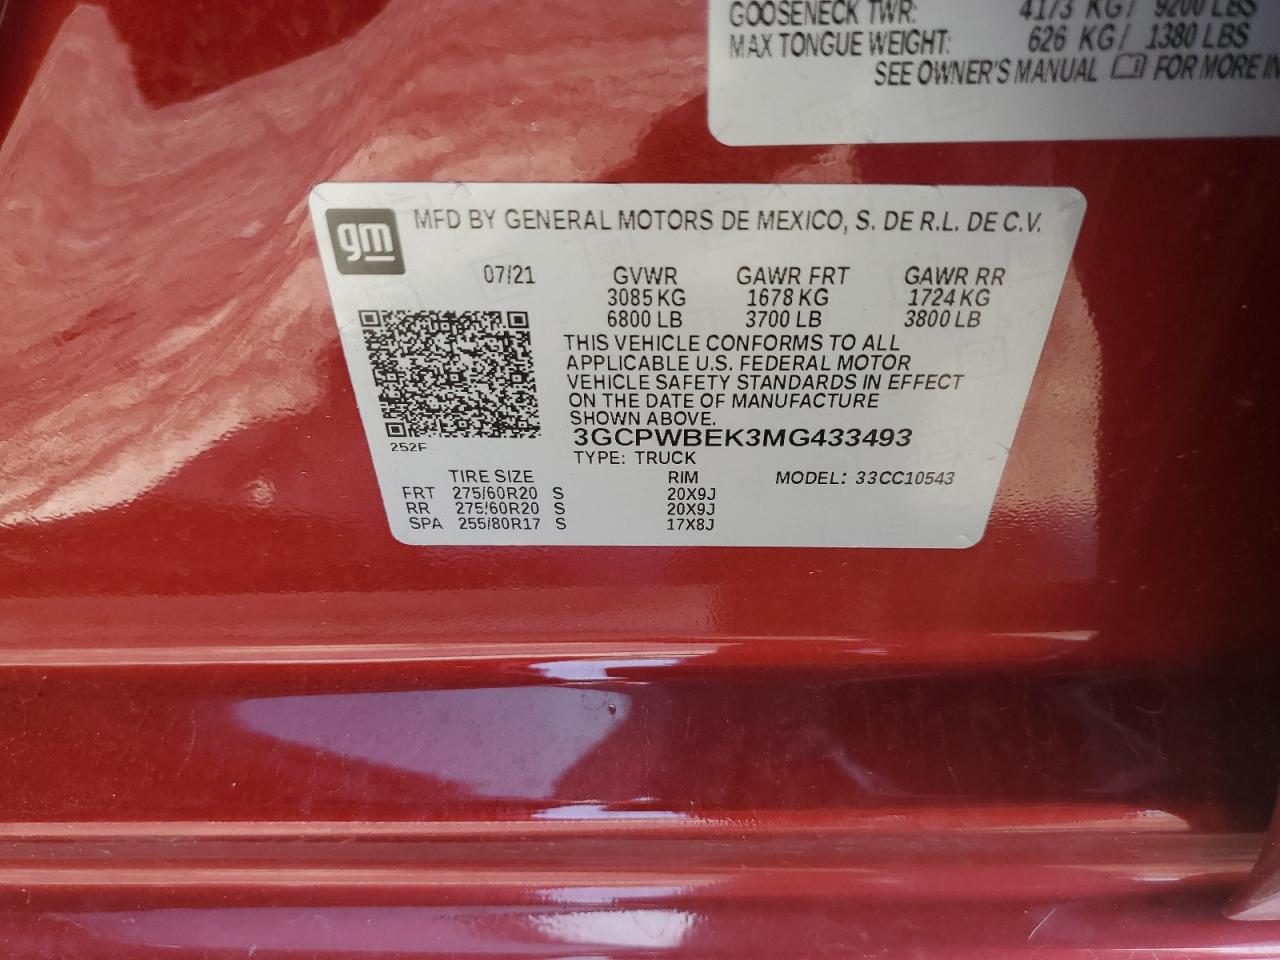 GOOSENECK TWR: 4173 KG/ 9200 LBS
MAX TONGUE WEIGHT: 626 KG/ 1380 LBS
SEE OWNER'S MANUAL FOR MORE IN
gm
MFD BY GENERAL MOTORS DE MEXICO, S. DE R.L. DE C.V.
07/21 GVWR GAWR FRT GAWR RR
3085 KG 1678 KG 1724 KG
6800 LB 3700 LB 3800 LB
THIS VEHICLE CONFORMS TO ALL
APPLICABLE U.S. FEDERAL MOTOR
VEHICLE SAFETY STANDARDS IN EFFECT
ON THE DATE OF MANUFACTURE
SHOWN ABOVE.
3GCPWBEK3MG433493
252F
TYPE: TRUCK
TIRE SIZE RIM MODEL: 33CC10543
FRT 275/60R20 S 20X9J
RR 275/60R20 S 20X9J
SPA 255/80R17 S 17X8J